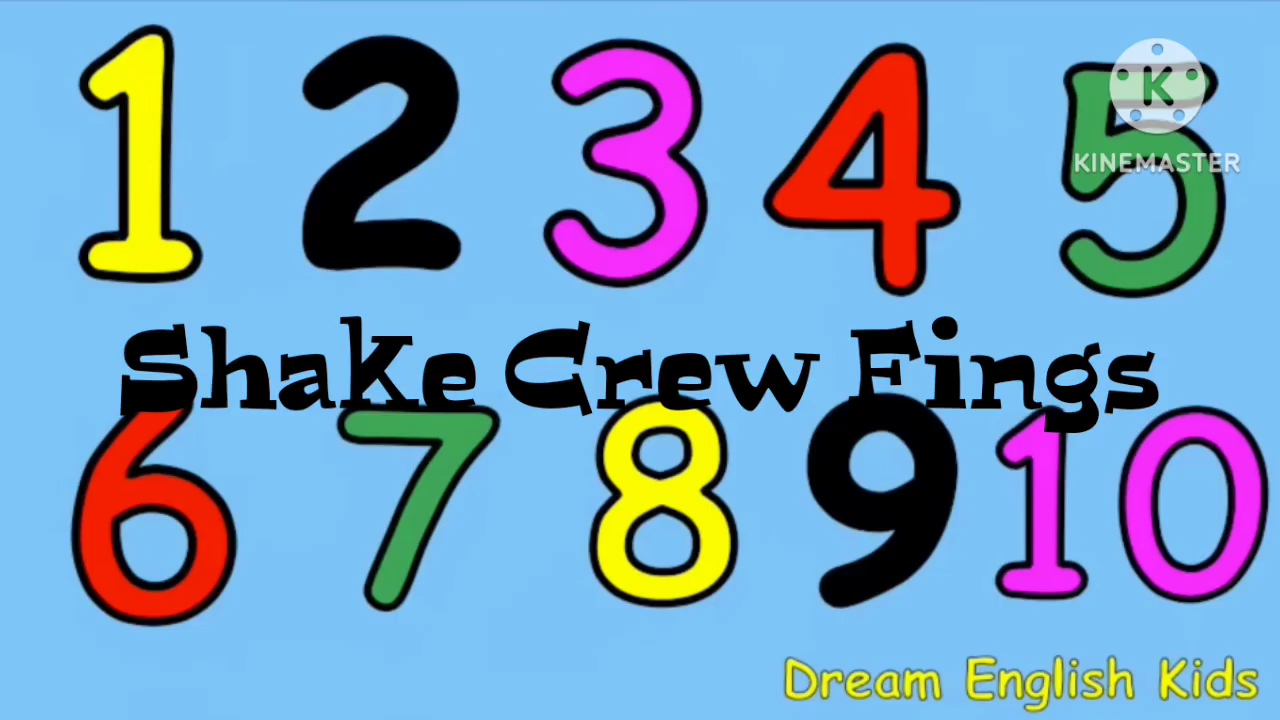 1 2 3 4 5
K
KINEMASTER
Shake Crew Fings
6 7 8 9 10
Dream English Kids